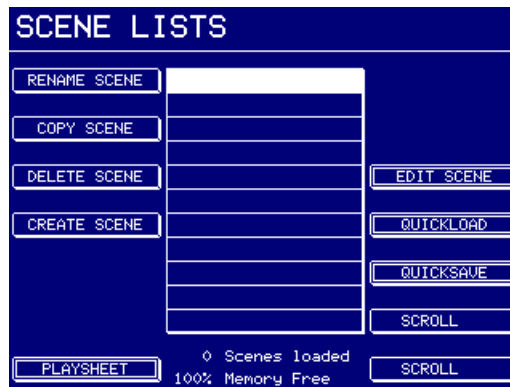 SCENE LISTS
RENAME SCENE
COPY SCENE
DELETE SCENE
CREATE SCENE
EDIT SCENE
QUICKLOAD
QUICKSAVE
SCROLL
SCROLL
PLAYSHEET
0 Scenes loaded
100% Memory Free